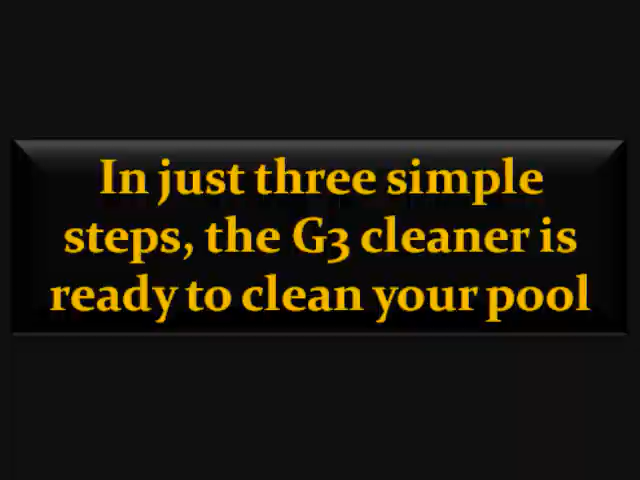 In just three simple
steps, the G3 cleaner is
ready to clean your pool